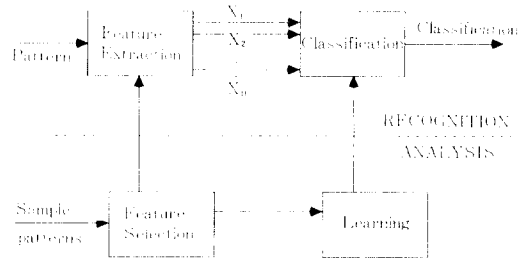 Pattern
Feature
Extraction
X1
X2
Xn
Classification
Classification
RECOGNITION
ANALYSIS
Sample
patterns
Feature
Selection
Learning